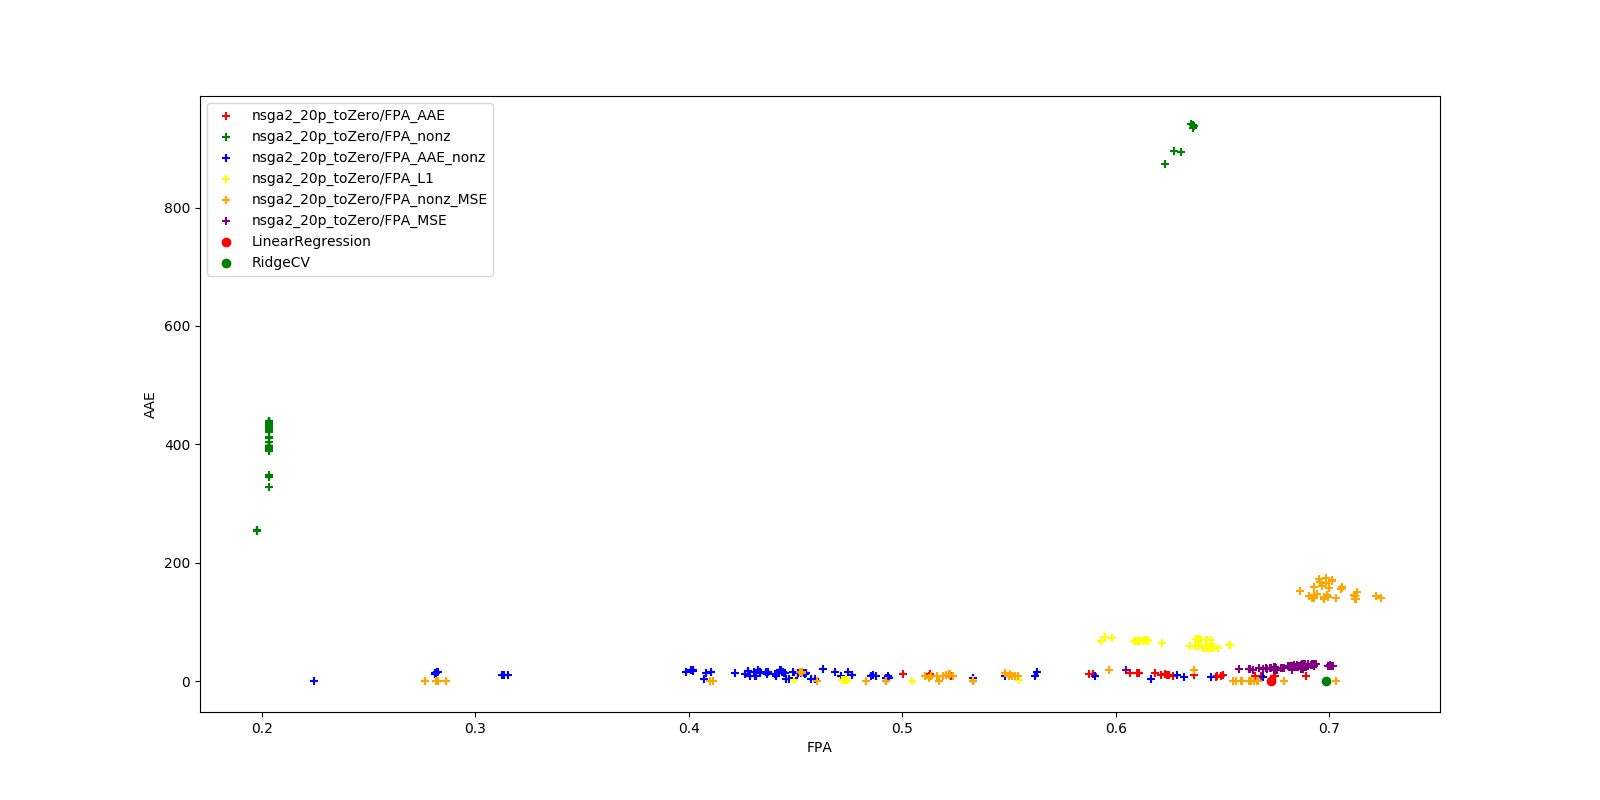 nsga2_20p_toZero/FPA_AAE
nsga2_20p_toZero/FPA_nonz
nsga2_20p_toZero/FPA_AAE_nonz
nsga2_20p_toZero/FPA_L1
nsga2_20p_toZero/FPA_nonz_MSE
nsga2_20p_toZero/FPA_MSE
LinearRegression
RidgeCV
800
600
AAE
400
200
0
0.2 0.3 0.4 0.5 0.6 0.7
FPA